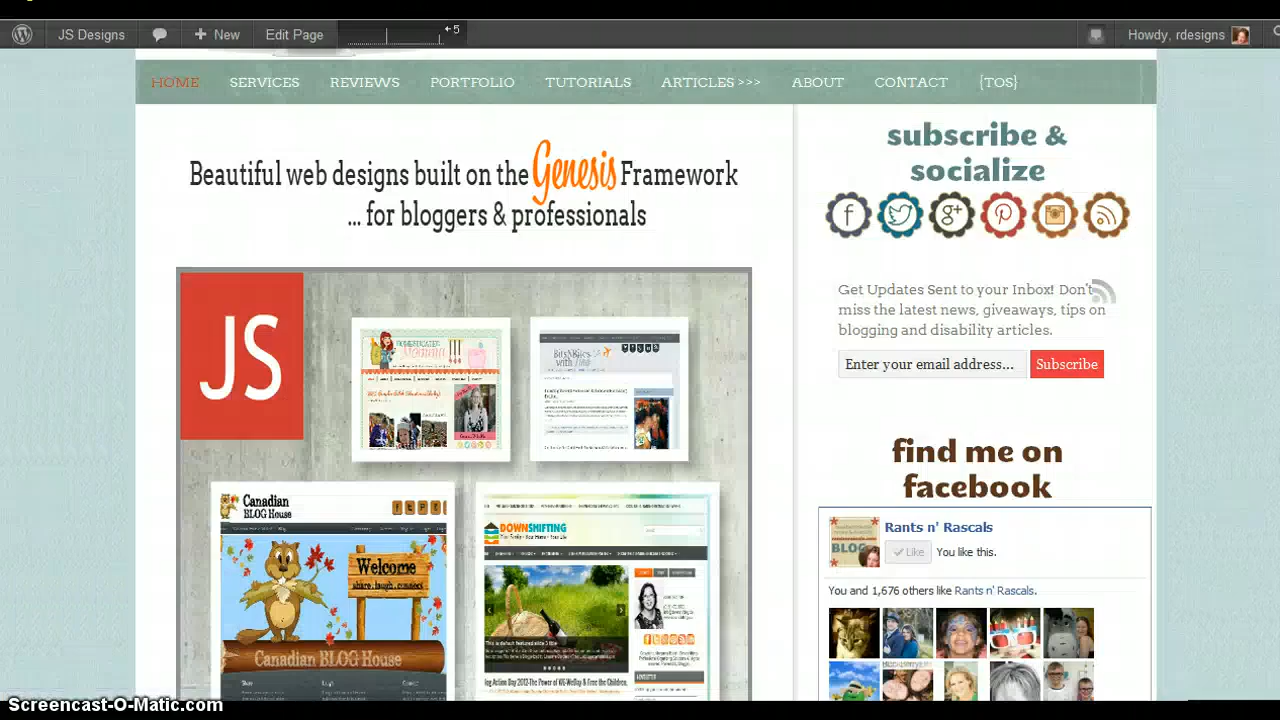 JS Designs
New
Edit Page
5
Howdy, rdesigns
HOME
SERVICES
REVIEWS
PORTFOLIO
TUTORIALS
ARTICLES >>>
ABOUT
CONTACT
{TOS}
Beautiful web designs built on the Genesis Framework
... for bloggers & professionals
JS
Canadian
BLOG House
Welcome
share.laugh.connect
Canadian BLOG House
DOWNSHIFTING
subscribe &
socialize
Get Updates Sent to your Inbox! Don't
miss the latest news, giveaways, tips on
blogging and disability articles.
Enter your email address...
Subscribe
find me on
facebook
Rants n' Rascals
Like
You like this.
You and 1,676 others like Rants n' Rascals.
Screencast-O-Matic.com